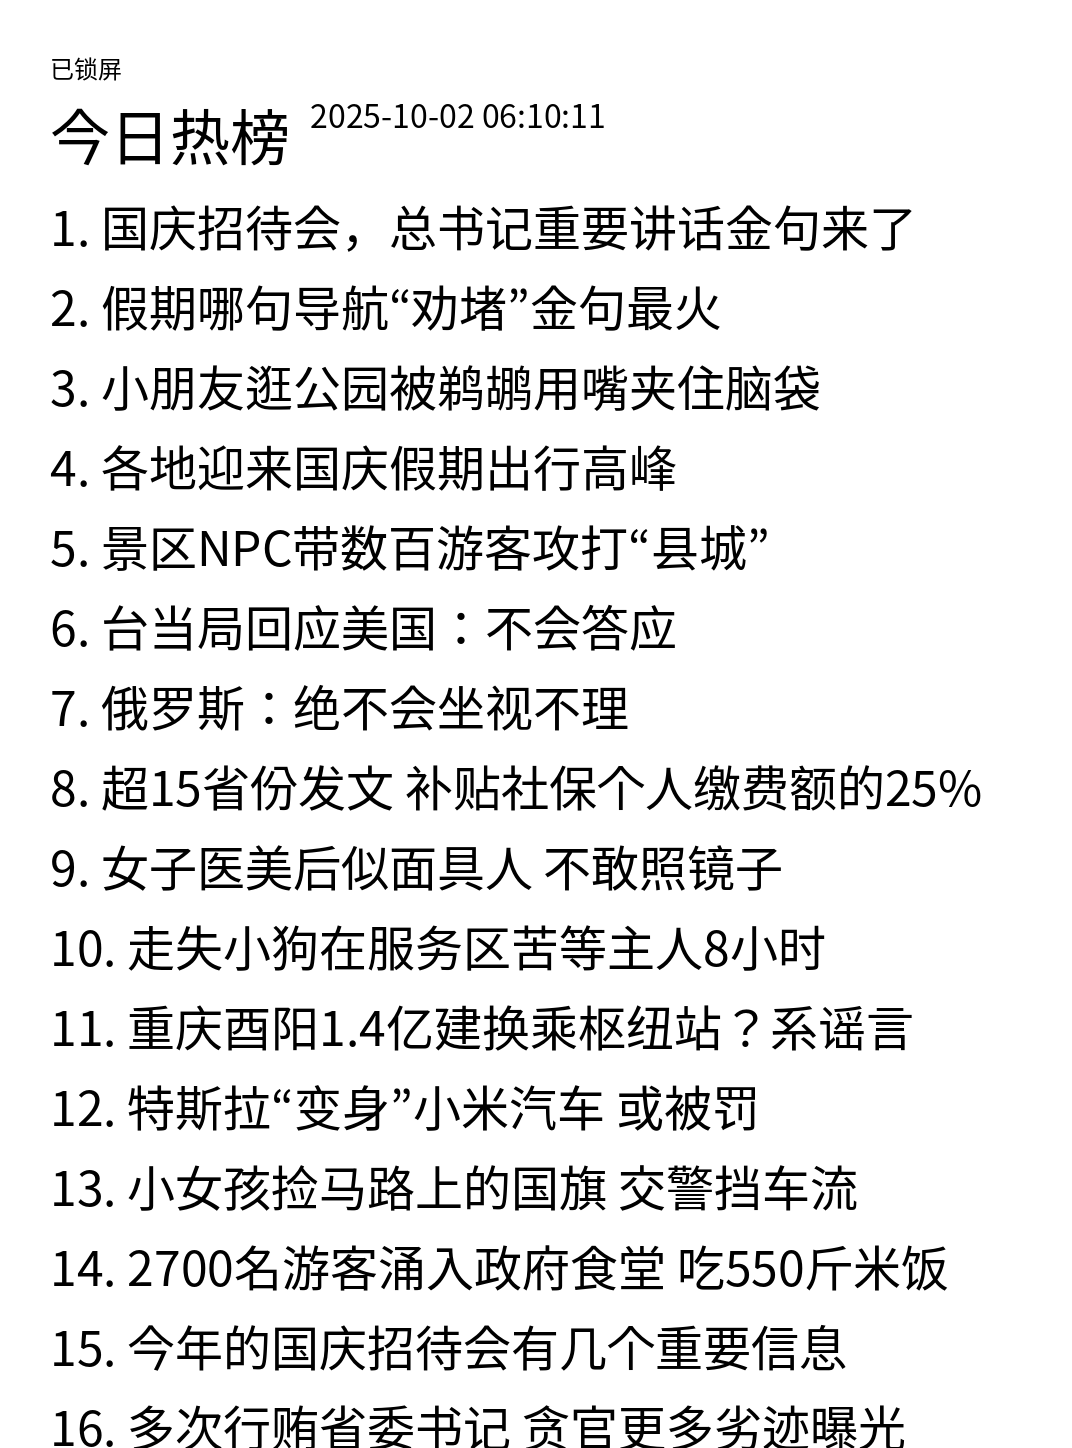 已锁屏
今日热榜 2025-10-02 06:10:11
1. 国庆招待会，总书记重要讲话金句来了
2. 假期哪句导航“劝堵”金句最火
3. 小朋友逛公园被鹈鹕用嘴夹住脑袋
4. 各地迎来国庆假期出行高峰
5. 景区NPC带数百游客攻打“县城”
6. 台当局回应美国：不会答应
7. 俄罗斯：绝不会坐视不理
8. 超15省份发文 补贴社保个人缴费额的25%
9. 女子医美后似面具人 不敢照镜子
10. 走失小狗在服务区苦等主人8小时
11. 重庆酉阳1.4亿建换乘枢纽站？系谣言
12. 特斯拉“变身”小米汽车 或被罚
13. 小女孩捡马路上的国旗 交警挡车流
14. 2700名游客涌入政府食堂 吃550斤米饭
15. 今年的国庆招待会有几个重要信息
16. 多次行贿省委书记 贪官更多劣迹曝光